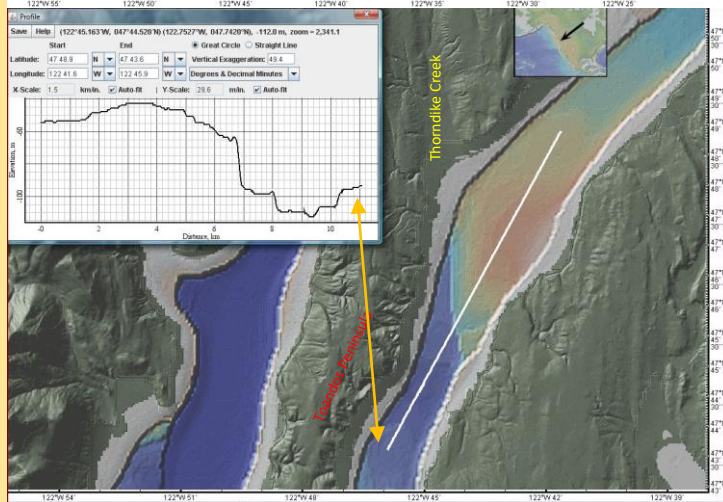 122°W 55' 122°W 50' 122°W 45' 122°W 40' 122°W 35' 122°W 30' 122°W 25'
Profile
Save Help (122°45.163'W, 047°44.520'N) (122.7527°W, 047.7420°N), -112.0 m, zoom = 2,341.1
Start End Great Circle Straight Line
Latitude: 47 48.9 N 47 43.6 N Vertical Exaggeration: 49.4
Longitude: 122 41.6 W 122 45.9 W Degrees & Decimal Minutes
X-Scale: 1.5 km/in. Auto-fit | Y-Scale: 29.6 m/in. Auto-fit
Elevation, m
-60
-100
-0 2 4 6 8 10
Distance, km
Thorndike Creek
Toandos Peninsula
122°W 54' 122°W 51' 122°W 48' 122°W 45' 122°W 42' 122°W 39'